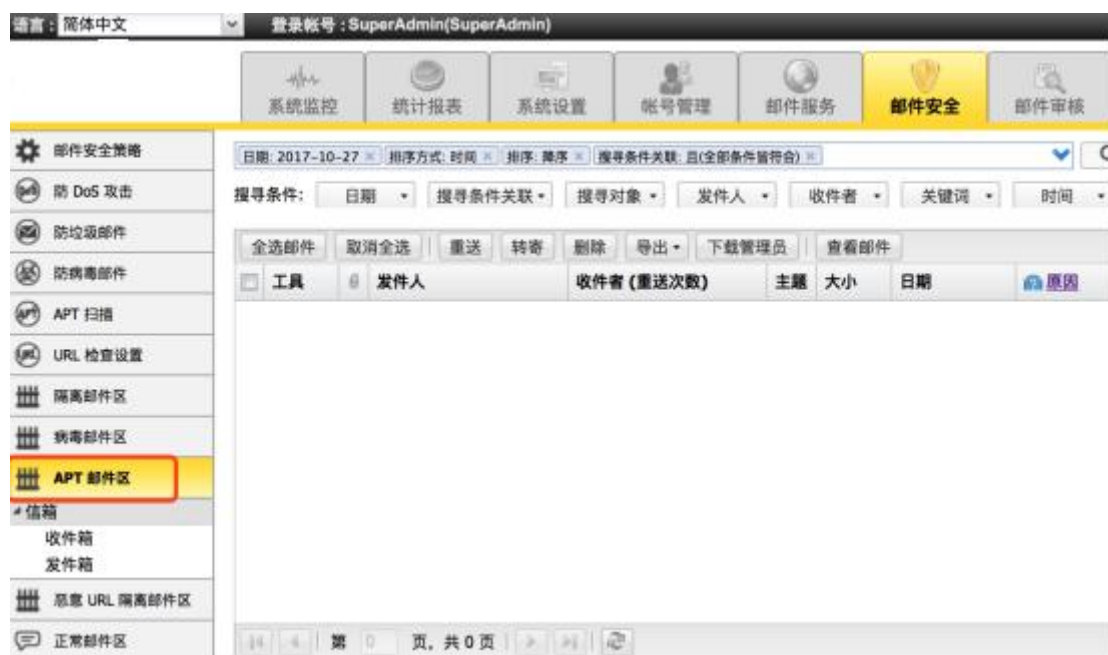 语言: 简体中文 登录帐号 : SuperAdmin(SuperAdmin)
系统监控 统计报表 系统设置 帐号管理 邮件服务 邮件安全 邮件审核
邮件安全策略
防 DoS 攻击
防垃圾邮件
防病毒邮件
APT 扫描
URL 检查设置
隔离邮件区
病毒邮件区
APT 邮件区
信箱
收件箱
发件箱
恶意 URL 隔离邮件区
正常邮件区
日期: 2017-10-27 × 排序方式: 时间 × 排序: 降序 × 搜寻条件关联: 且(全部条件皆符合) ×
搜寻条件: 日期 搜寻条件关联 搜寻对象 发件人 收件者 关键词 时间
全选邮件 取消全选 重送 转寄 删除 导出 下载管理员 查看邮件
工具 发件人 收件者 (重送次数) 主题 大小 日期 原因
第 0 页, 共 0 页